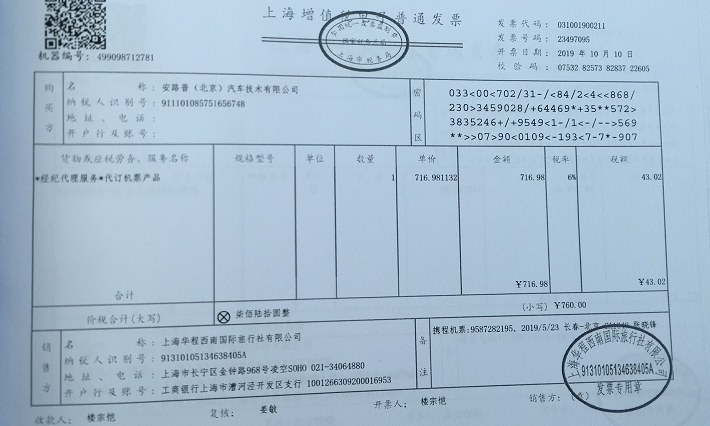 上海增值税电子普通发票
机器编号: 499098712781
发票代码: 031001900211
发票号码: 23497095
开票日期: 2019 年 10 月 10 日
校验码: 07532 82573 82837 22605
购买方
名称: 安路普（北京）汽车技术有限公司
纳税人识别号: 911101085751656748
地址、电话:
开户行及账号:
密码区
033<00<702/31-/<84/2<4<<868/
230>3459028/+64469*+35**572>
3835246+/+9549<1-/1<-/-->569
**>>07>90<0109<-193<7-7*-907
货物或应税劳务、服务名称 规格型号 单位 数量 单价 金额 税率 税额
*经纪代理服务*代订机票产品 1 716.981132 716.98 6% 43.02
合计 ￥716.98 ￥43.02
价税合计(大写) ⊗ 柒佰陆拾圆整 (小写) ￥760.00
销售方
名称: 上海华程西南国际旅行社有限公司
纳税人识别号: 91310105134638405A
地址、电话: 上海市长宁区金钟路968号凌空SOHO 021-34064880
开户行及账号: 工商银行上海市漕河泾开发区支行 1001266309200016953
备注
携程机票:9587282195, 2019/5/23 长春-北京 张晓锋
上海华程西南国际旅行社有限公司
91310105134638405A
发票专用章
收款人: 楼宗恺 复核: 姜敏 开票人: 楼宗恺 销售方: (章)